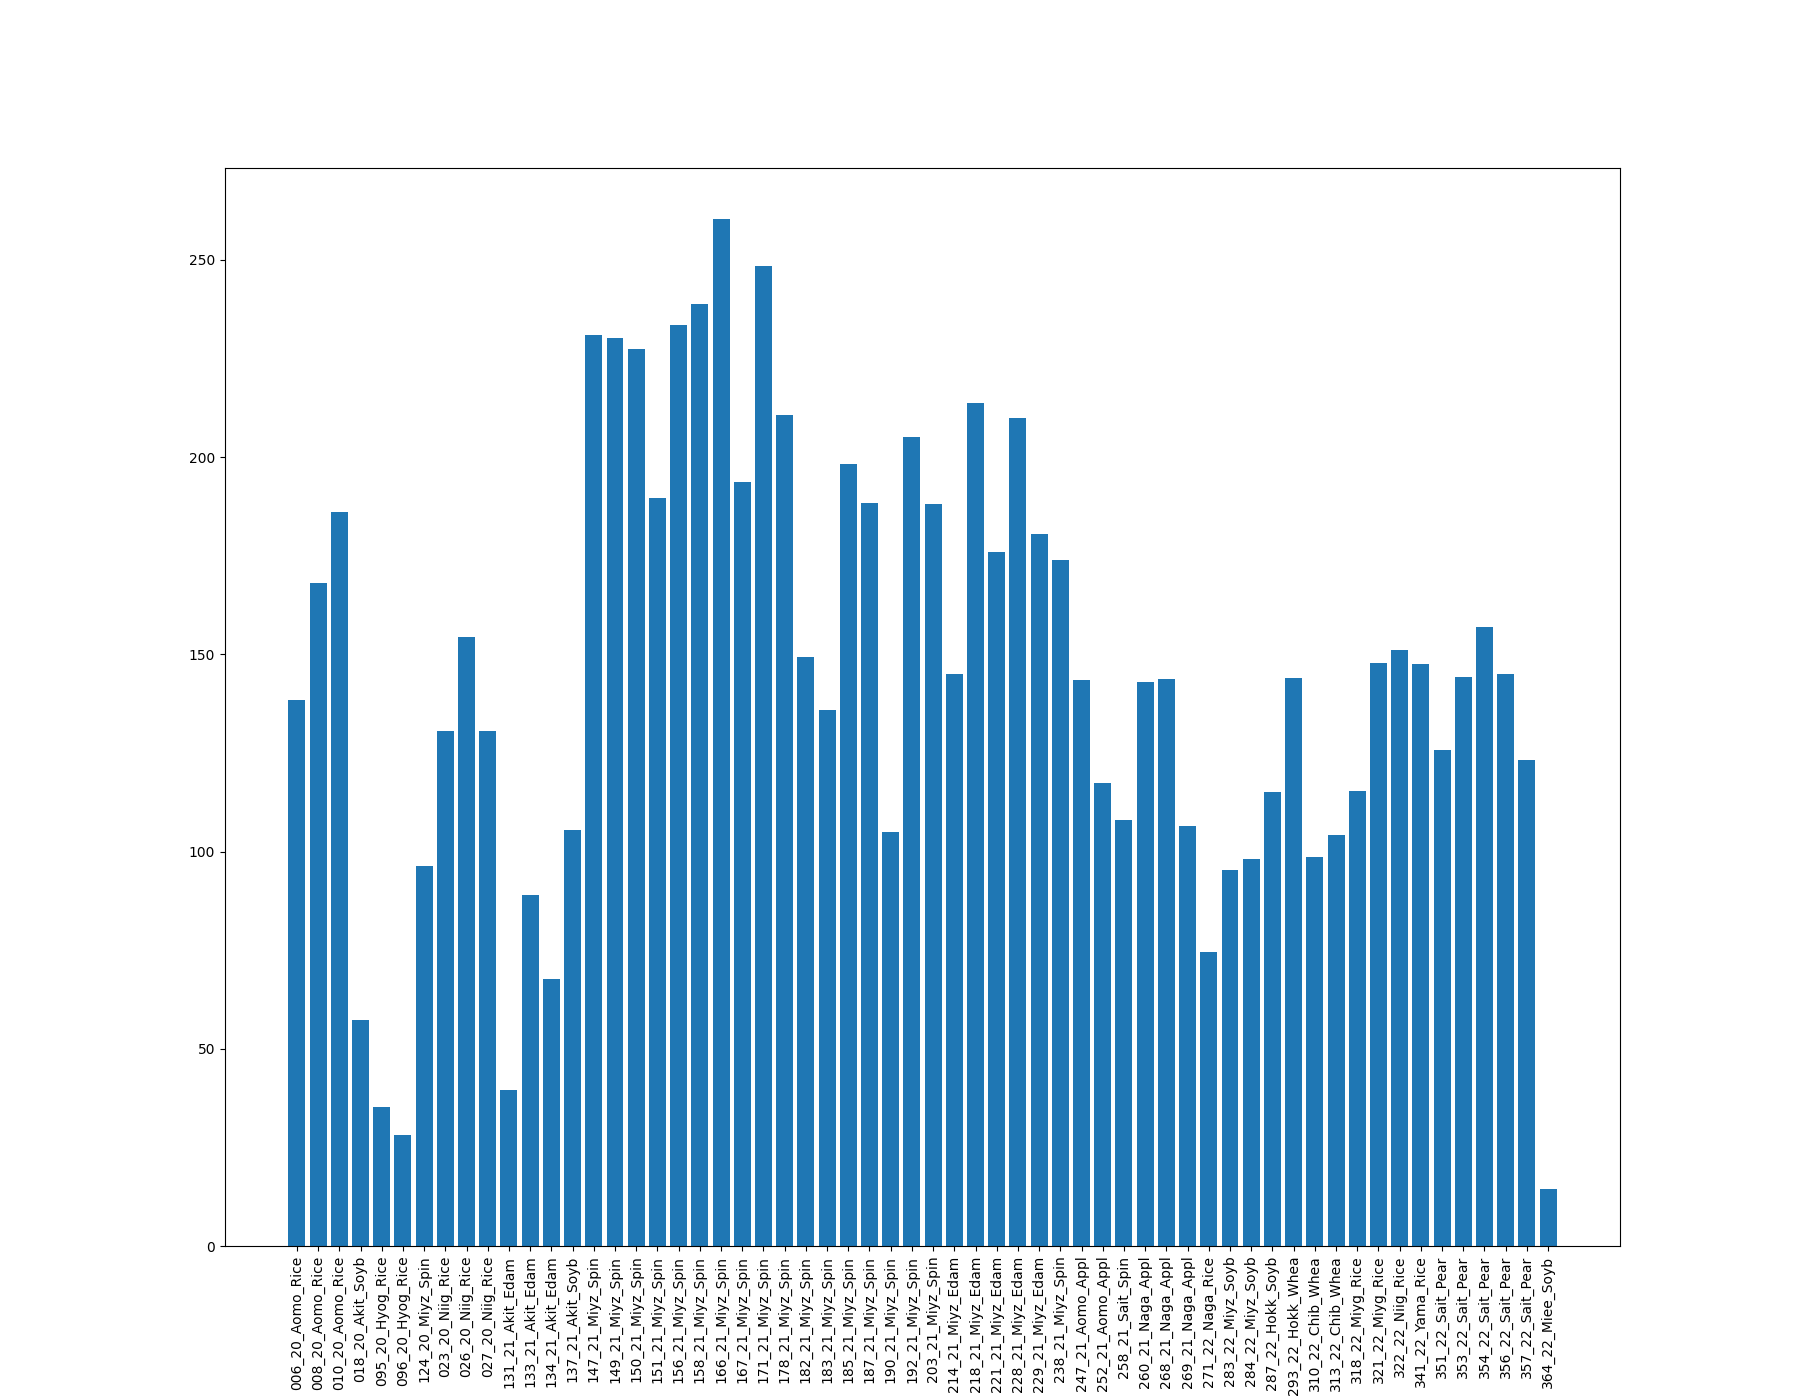 250
200
150
100
50
0
006_20_Aomo_Rice
008_20_Aomo_Rice
010_20_Aomo_Rice
018_20_Akit_Soyb
095_20_Hyog_Rice
096_20_Hyog_Rice
124_20_Miyz_Spin
023_20_Niig_Rice
026_20_Niig_Rice
027_20_Niig_Rice
131_21_Akit_Edam
133_21_Akit_Edam
134_21_Akit_Edam
137_21_Akit_Soyb
147_21_Miyz_Spin
149_21_Miyz_Spin
150_21_Miyz_Spin
151_21_Miyz_Spin
156_21_Miyz_Spin
158_21_Miyz_Spin
166_21_Miyz_Spin
167_21_Miyz_Spin
171_21_Miyz_Spin
178_21_Miyz_Spin
182_21_Miyz_Spin
183_21_Miyz_Spin
185_21_Miyz_Spin
187_21_Miyz_Spin
190_21_Miyz_Spin
192_21_Miyz_Spin
203_21_Miyz_Spin
214_21_Miyz_Edam
218_21_Miyz_Edam
221_21_Miyz_Edam
228_21_Miyz_Edam
229_21_Miyz_Edam
238_21_Miyz_Spin
247_21_Aomo_Appl
252_21_Aomo_Appl
258_21_Sait_Spin
260_21_Naga_Appl
268_21_Naga_Appl
269_21_Naga_Appl
271_22_Naga_Rice
283_22_Miyz_Soyb
284_22_Miyz_Soyb
287_22_Hokk_Soyb
293_22_Hokk_Whea
310_22_Chib_Whea
313_22_Chib_Whea
318_22_Miyg_Rice
321_22_Miyg_Rice
322_22_Niig_Rice
341_22_Yama_Rice
351_22_Sait_Pear
353_22_Sait_Pear
354_22_Sait_Pear
356_22_Sait_Pear
357_22_Sait_Pear
364_22_Miee_Soyb